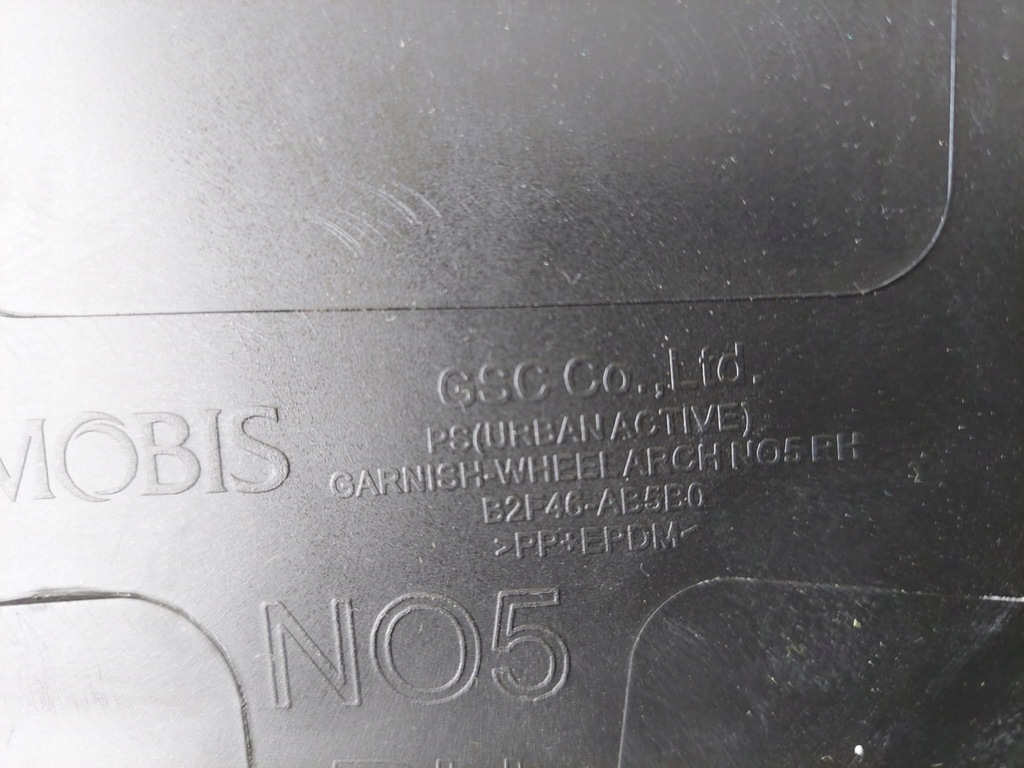 MOBIS
GSC Co.,Ltd.
PS(URBAN ACTIVE)
GARNISH-WHEEL ARCH NO5 RH
B2F46-AB5B0
>PP+EPDM<
NO5